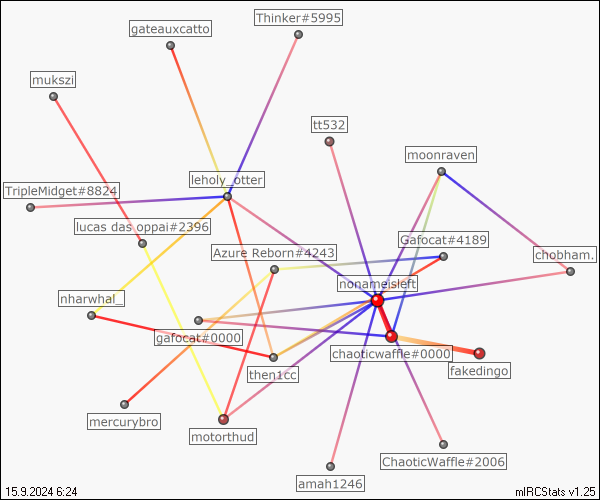 Thinker#5995
gateauxcatto
mukszi
tt532
moonraven
leholy_otter
TripleMidget#8824
lucas das_oppai#2396
Gafocat#4189
Azure Reborn#4243
chobham.
nonameisleft
nharwhal_
gafocat#0000
chaoticwaffle#0000
then1cc
fakedingo
mercurybro
motorthud
ChaoticWaffle#2006
amah1246
15.9.2024 6:24
mIRCStats v1.25